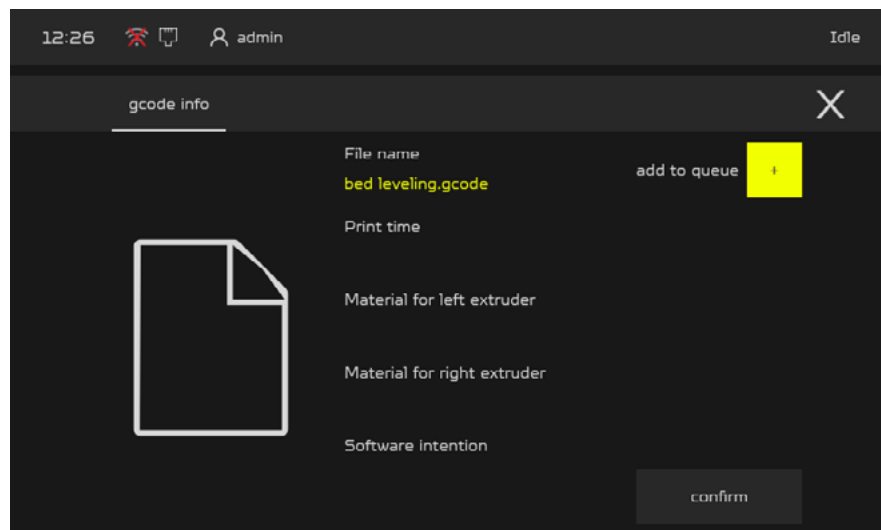 12:26
admin
Idle
gcode info
X
File name
bed leveling.gcode
add to queue
+
Print time
Material for left extruder
Material for right extruder
Software intention
confirm